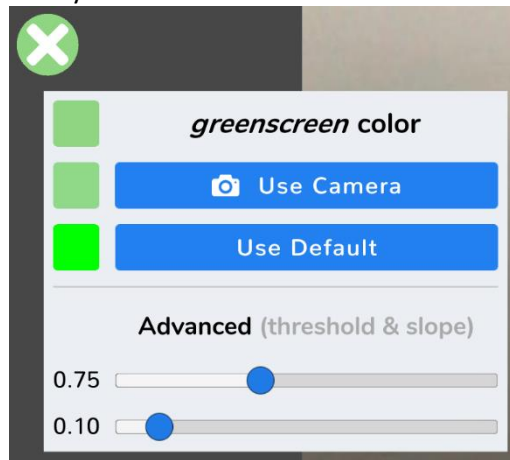 greenscreen color
Use Camera
Use Default
Advanced (threshold & slope)
0.75
0.10